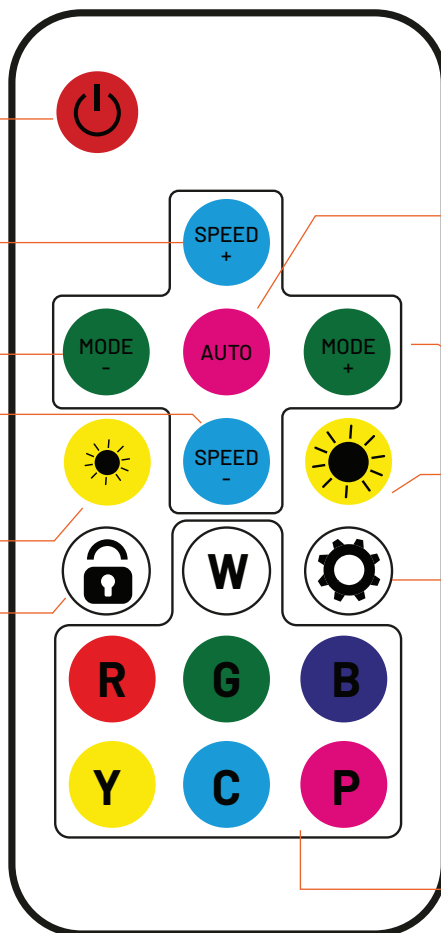 SPEED
+
MODE
-
AUTO
MODE
+
SPEED
-
W
R G B
Y C P